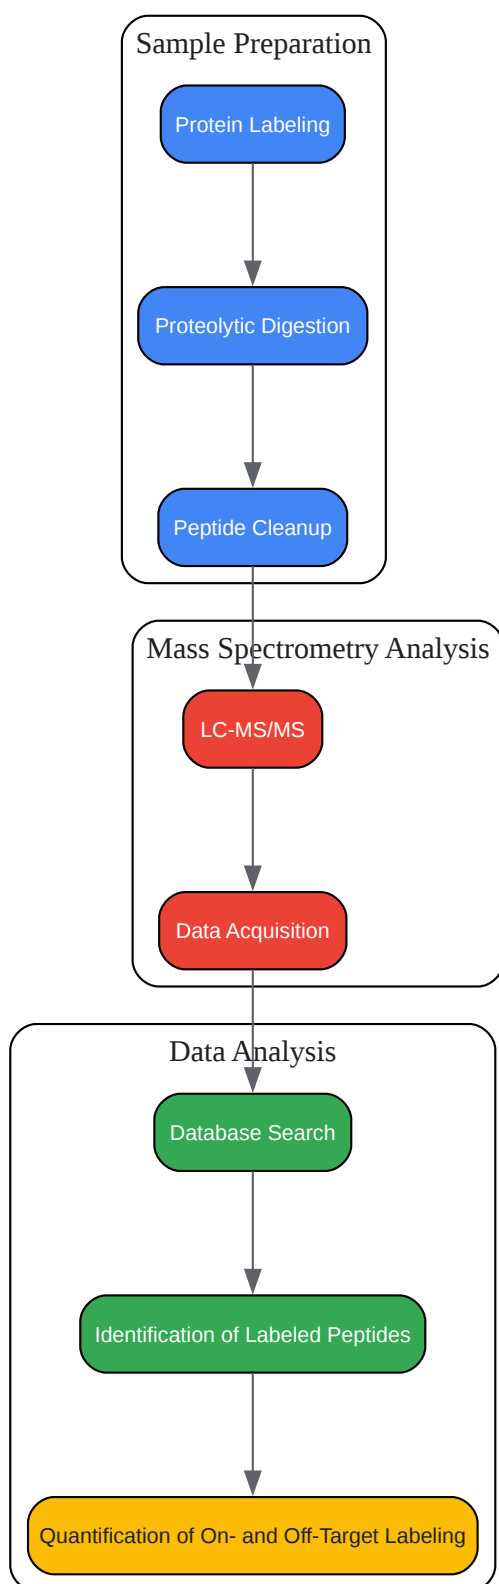 Sample Preparation
Protein Labeling
Proteolytic Digestion
Peptide Cleanup
Mass Spectrometry Analysis
LC-MS/MS
Data Acquisition
Data Analysis
Database Search
Identification of Labeled Peptides
Quantification of On- and Off-Target Labeling